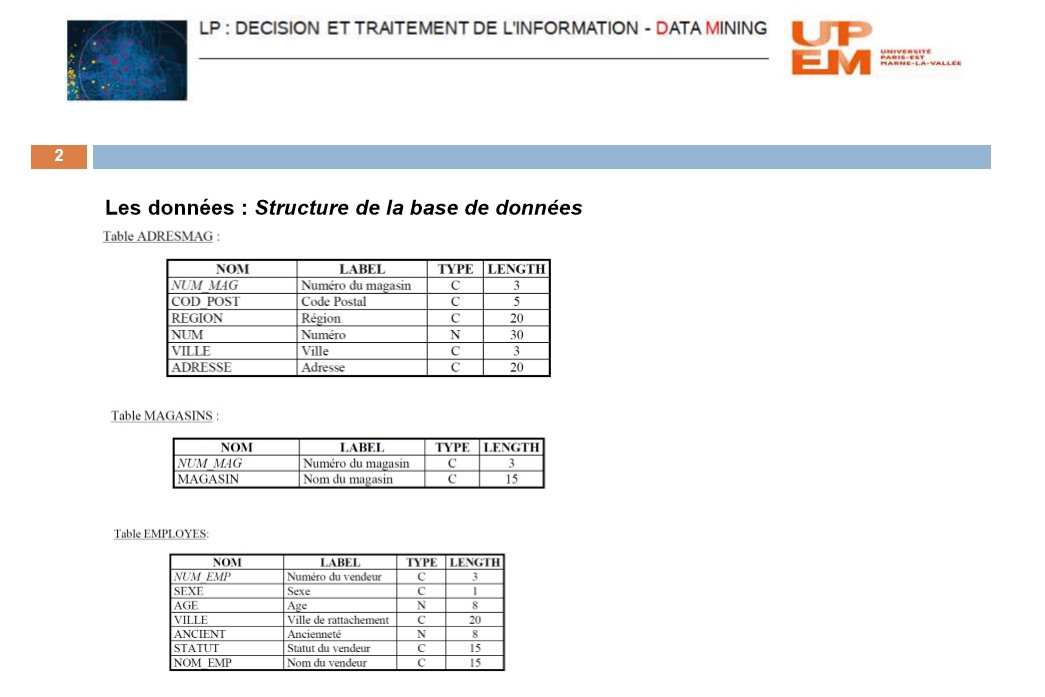 LP : DECISION ET TRAITEMENT DE L'INFORMATION - DATA MINING
UPEM
UNIVERSITÉ
PARIS-EST
MARNE-LA-VALLEE
2
Les données : Structure de la base de données
Table ADRESMAG :
NOM LABEL TYPE LENGTH
NUM_MAG Numéro du magasin C 3
COD_POST Code Postal C 5
REGION Région C 20
NUM Numéro N 30
VILLE Ville C 3
ADRESSE Adresse C 20
Table MAGASINS :
NOM LABEL TYPE LENGTH
NUM_MAG Numéro du magasin C 3
MAGASIN Nom du magasin C 15
Table EMPLOYES:
NOM LABEL TYPE LENGTH
NUM_EMP Numéro du vendeur C 3
SEXE Sexe C 1
AGE Age N 8
VILLE Ville de rattachement C 20
ANCIENT Ancienneté N 8
STATUT Statut du vendeur C 15
NOM_EMP Nom du vendeur C 15